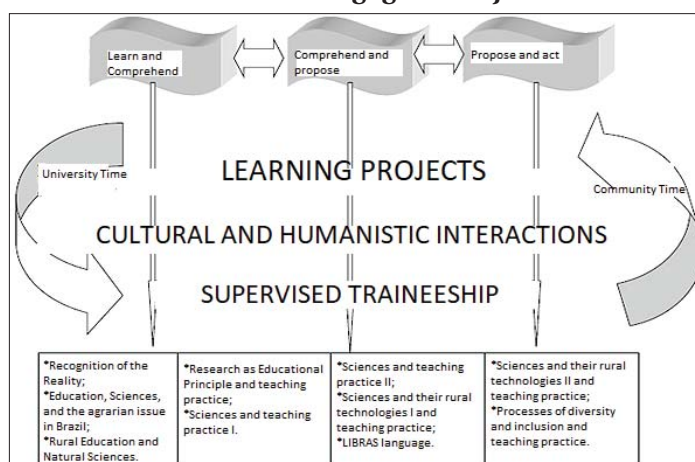 Learn and
Comprehend
Comprehend and
propose
Propose and act
University Time
LEARNING PROJECTS
Community Time
CULTURAL AND HUMANISTIC INTERACTIONS
SUPERVISED TRAINEESHIP
*Recognition of the
Reality;
*Education, Sciences,
and the agrarian issue
in Brazil;
*Rural Education and
Natural Sciences.
*Research as Educational
Principle and teaching
practice;
*Sciences and teaching
practice I.
*Sciences and teaching
practice II;
*Sciences and their rural
technologies I and
teaching practice;
*LIBRAS language.
*Sciences and their rural
technologies II and
teaching practice;
*Processes of diversity
and inclusion and
teaching practice.